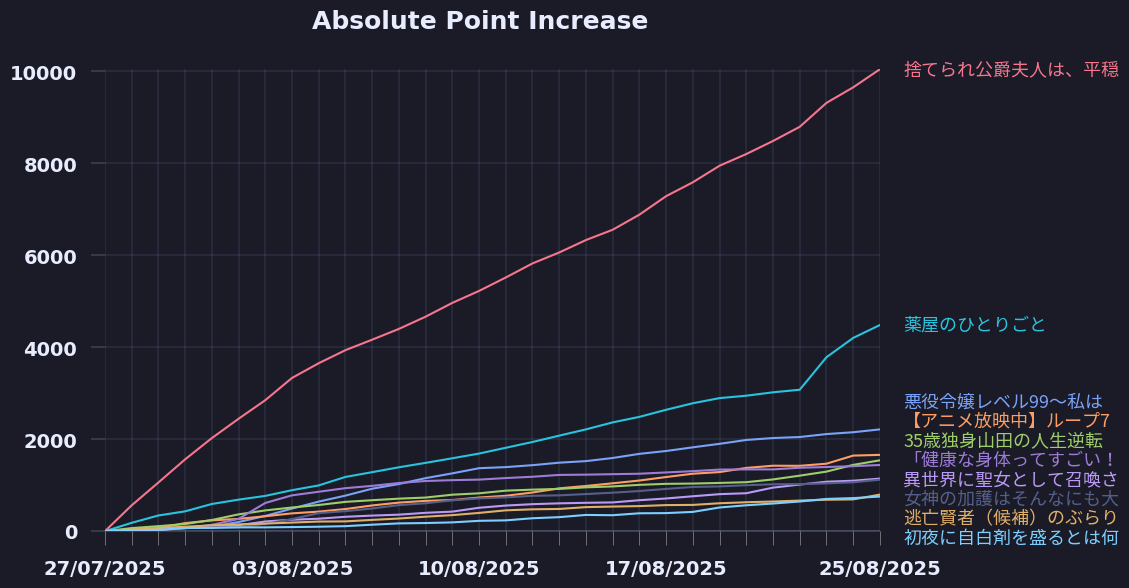 Absolute Point Increase
10000
8000
6000
4000
2000
0
27/07/2025
03/08/2025
10/08/2025
17/08/2025
25/08/2025
捨てられ公爵夫人は、平穏
薬屋のひとりごと
悪役令嬢レベル99～私は
【アニメ放映中】ループ7
35歳独身山田の人生逆転
「健康な身体ってすごい！
異世界に聖女として召喚さ
女神の加護はそんなにも大
逃亡賢者（候補）のぶらり
初夜に自白剤を盛るとは何